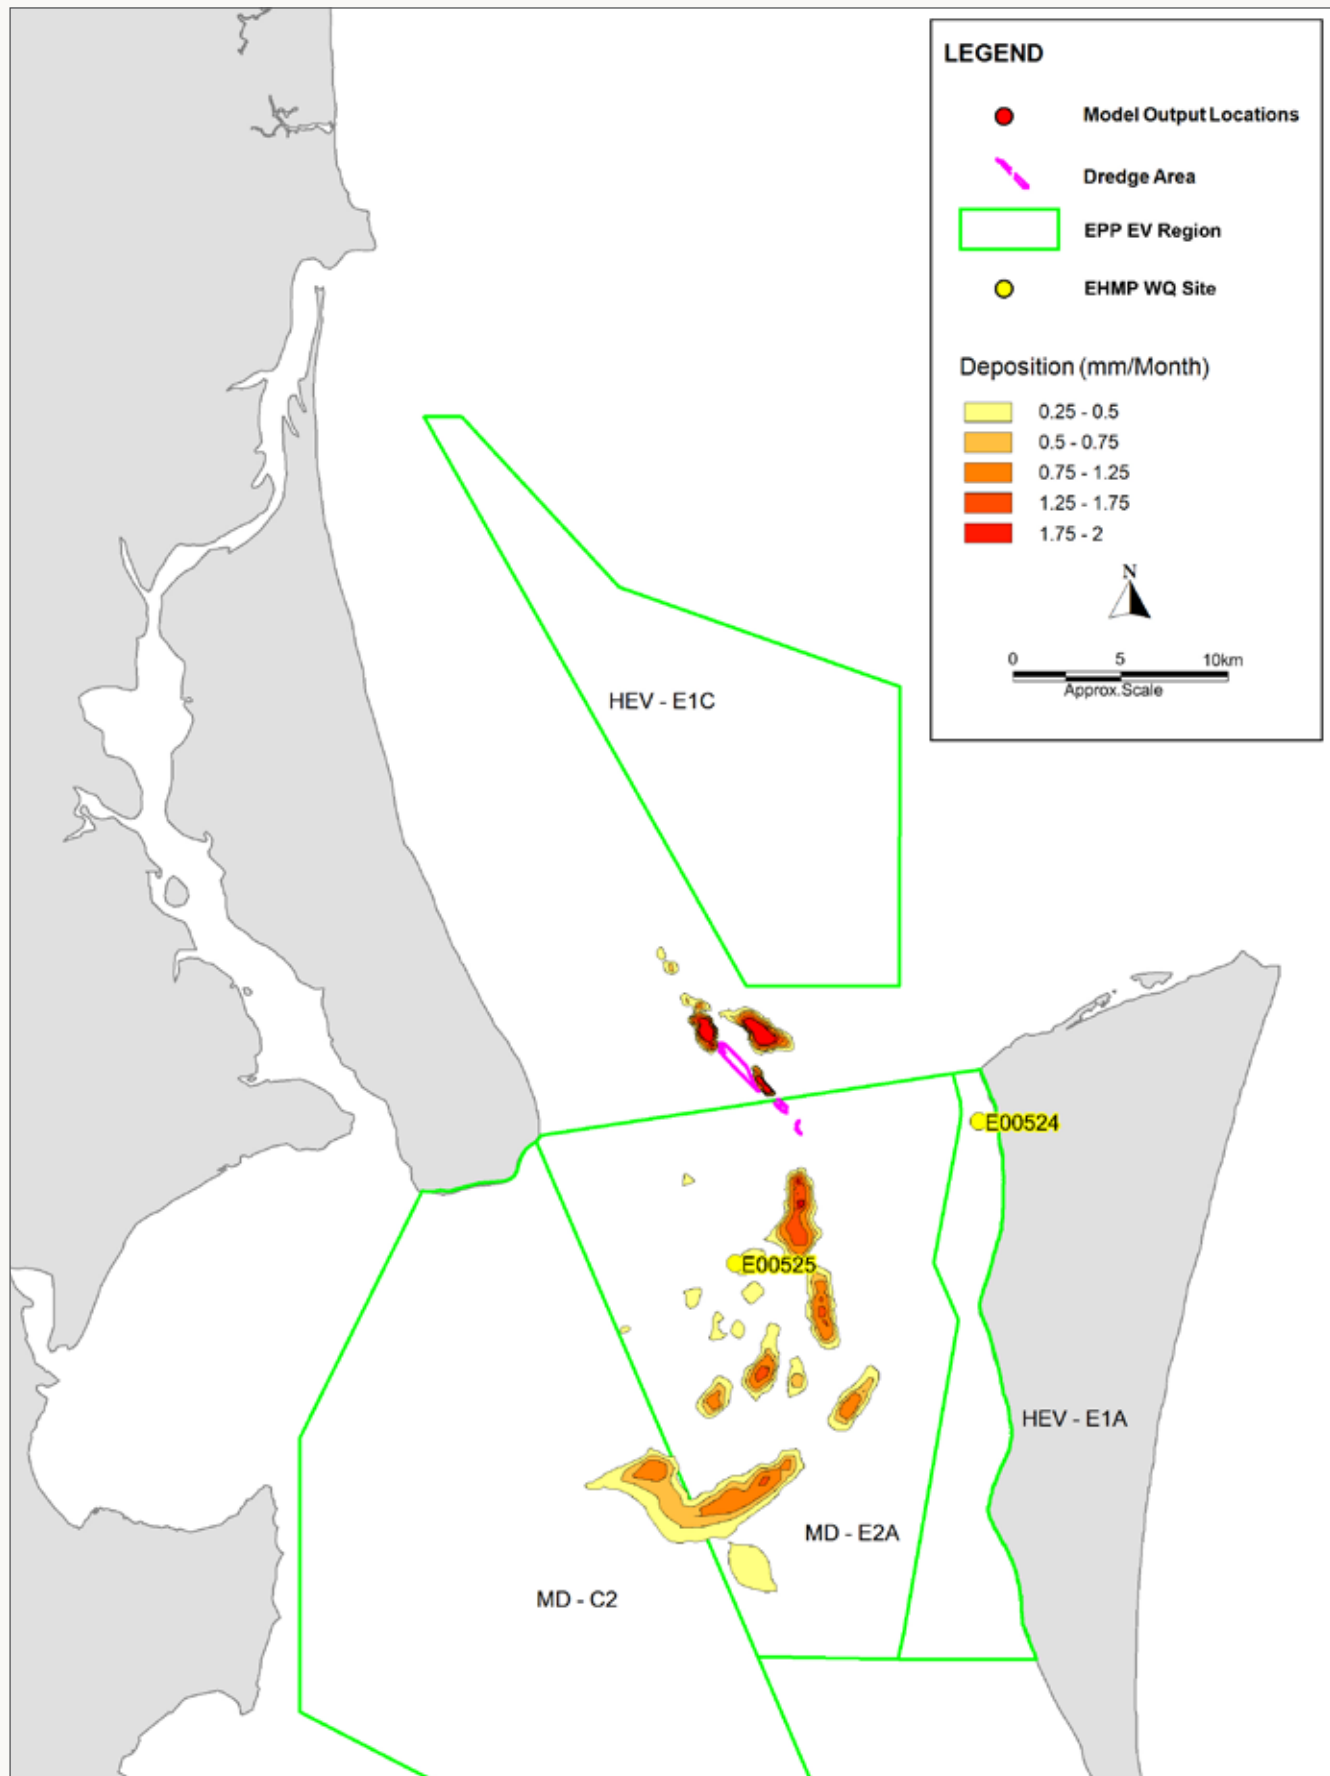 LEGEND
Model Output Locations
Dredge Area
EPP EV Region
EHMP WQ Site
Deposition (mm/Month)
0.25 - 0.5
0.5 - 0.75
0.75 - 1.25
1.25 - 1.75
1.75 - 2
N
0 5 10km
Approx.Scale
HEV - E1C
E00524
E00525
HEV - E1A
MD - E2A
MD - C2